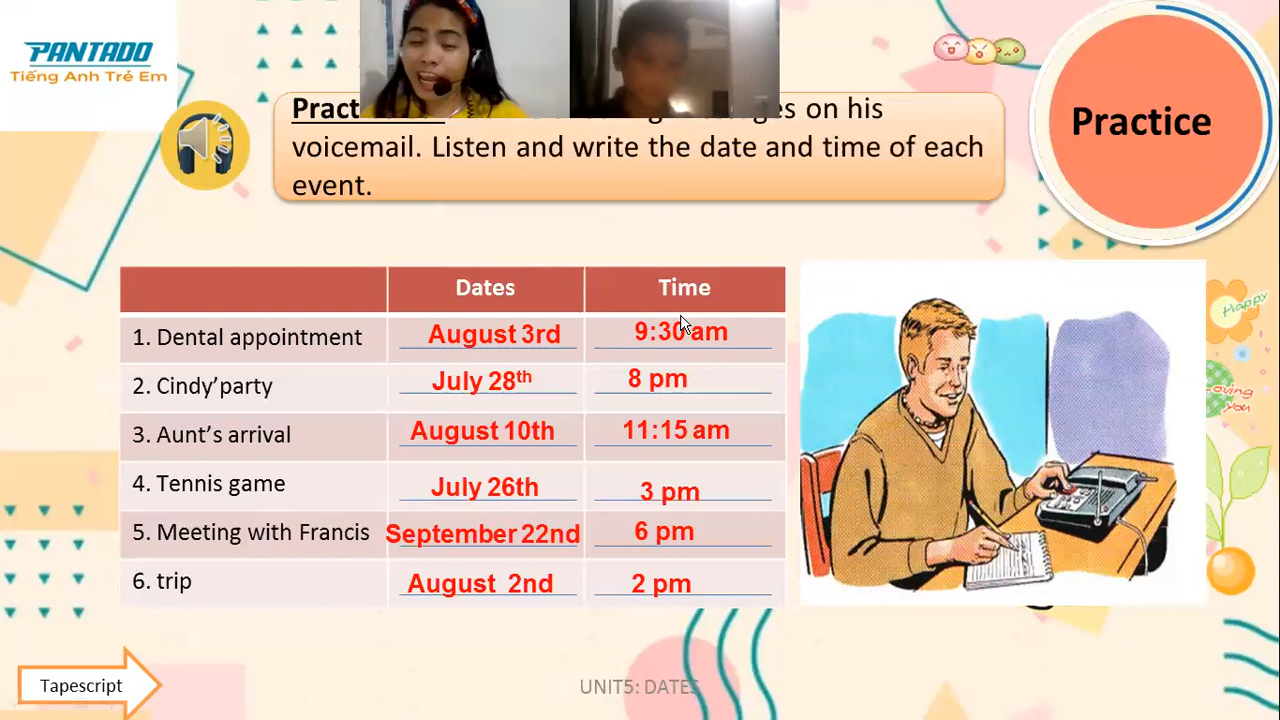 PANTADO
Tiếng Anh Trẻ Em
on his
voicemail. Listen and write the date and time of each
event.
Practice
Dates Time
1. Dental appointment August 3rd 9:30 am
2. Cindy'party July 28th 8 pm
3. Aunt's arrival August 10th 11:15 am
4. Tennis game July 26th 3 pm
5. Meeting with Francis September 22nd 6 pm
6. trip August 2nd 2 pm
Happy
Loving
You
Tapescript
UNIT5: DATES